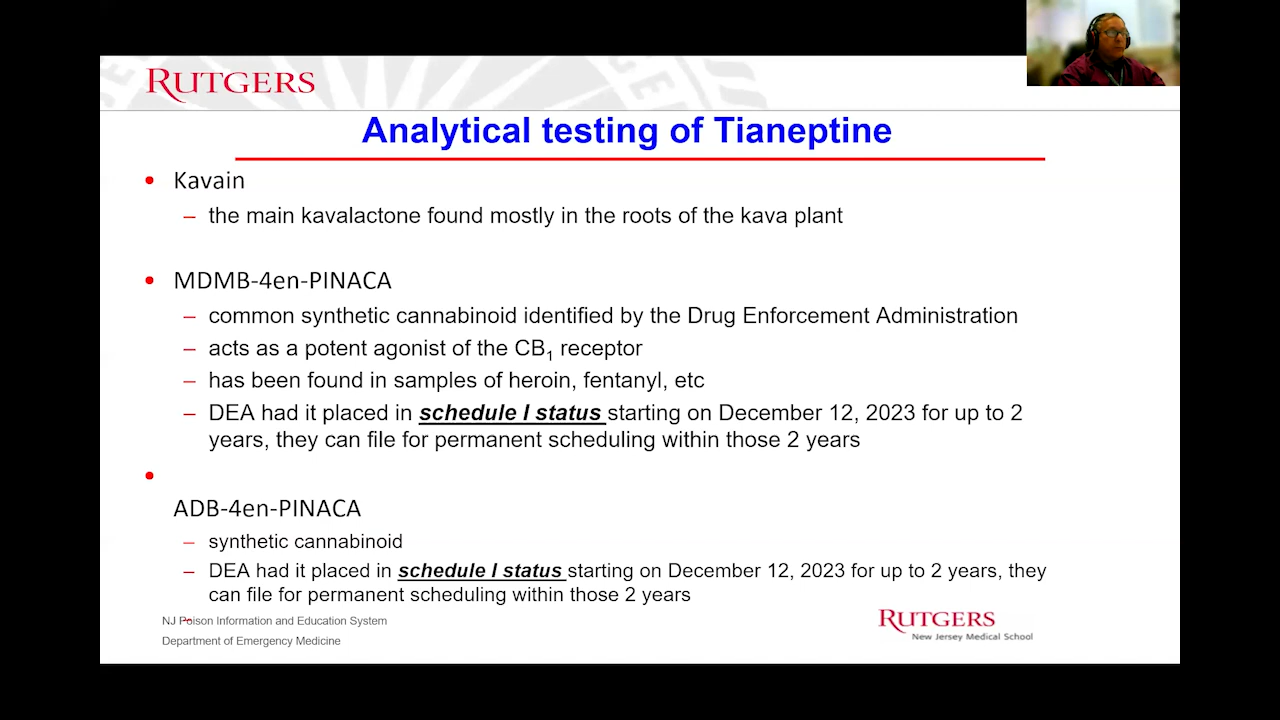 RUTGERS
Analytical testing of Tianeptine
• Kavain
– the main kavalactone found mostly in the roots of the kava plant
• MDMB-4en-PINACA
– common synthetic cannabinoid identified by the Drug Enforcement Administration
– acts as a potent agonist of the CB1 receptor
– has been found in samples of heroin, fentanyl, etc
– DEA had it placed in schedule I status starting on December 12, 2023 for up to 2
years, they can file for permanent scheduling within those 2 years
•
ADB-4en-PINACA
– synthetic cannabinoid
– DEA had it placed in schedule I status starting on December 12, 2023 for up to 2 years, they
can file for permanent scheduling within those 2 years
NJ Poison Information and Education System
Department of Emergency Medicine
RUTGERS
New Jersey Medical School